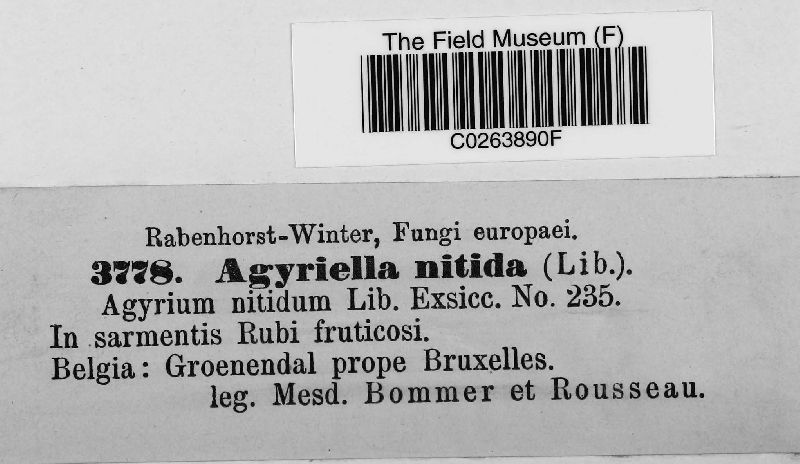 The Field Museum (F)
C0263890F
Rabenhorst-Winter, Fungi europaei.
3778. Agyriella nitida (Lib.).
Agyrium nitidum Lib. Exsicc. No. 235.
In sarmentis Rubi fruticosi.
Belgia: Groenendal prope Bruxelles.
leg. Mesd. Bommer et Rousseau.